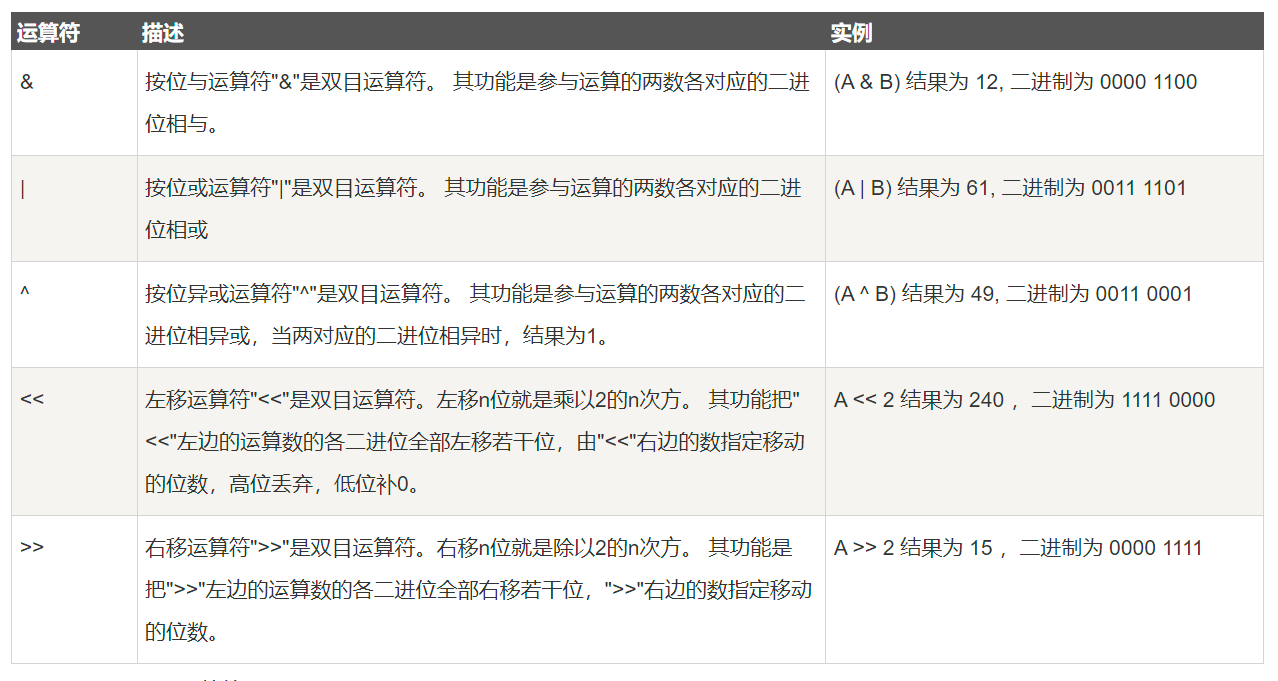 运算符 描述 实例
& 按位与运算符"&"是双目运算符。 其功能是参与运算的两数各对应的二进 (A & B) 结果为 12, 二进制为 0000 1100
位相与。
| 按位或运算符"|"是双目运算符。 其功能是参与运算的两数各对应的二进 (A | B) 结果为 61, 二进制为 0011 1101
位相或
^ 按位异或运算符"^"是双目运算符。 其功能是参与运算的两数各对应的二 (A ^ B) 结果为 49, 二进制为 0011 0001
进位相异或，当两对应的二进位相异时，结果为1。
<< 左移运算符"<<"是双目运算符。左移n位就是乘以2的n次方。 其功能把" A << 2 结果为 240 ，二进制为 1111 0000
<<"左边的运算数的各二进位全部左移若干位，由"<<"右边的数指定移动
的位数，高位丢弃，低位补0。
>> 右移运算符">>"是双目运算符。右移n位就是除以2的n次方。 其功能是 A >> 2 结果为 15 ，二进制为 0000 1111
把">>"左边的运算数的各二进位全部右移若干位，">>"右边的数指定移动
的位数。